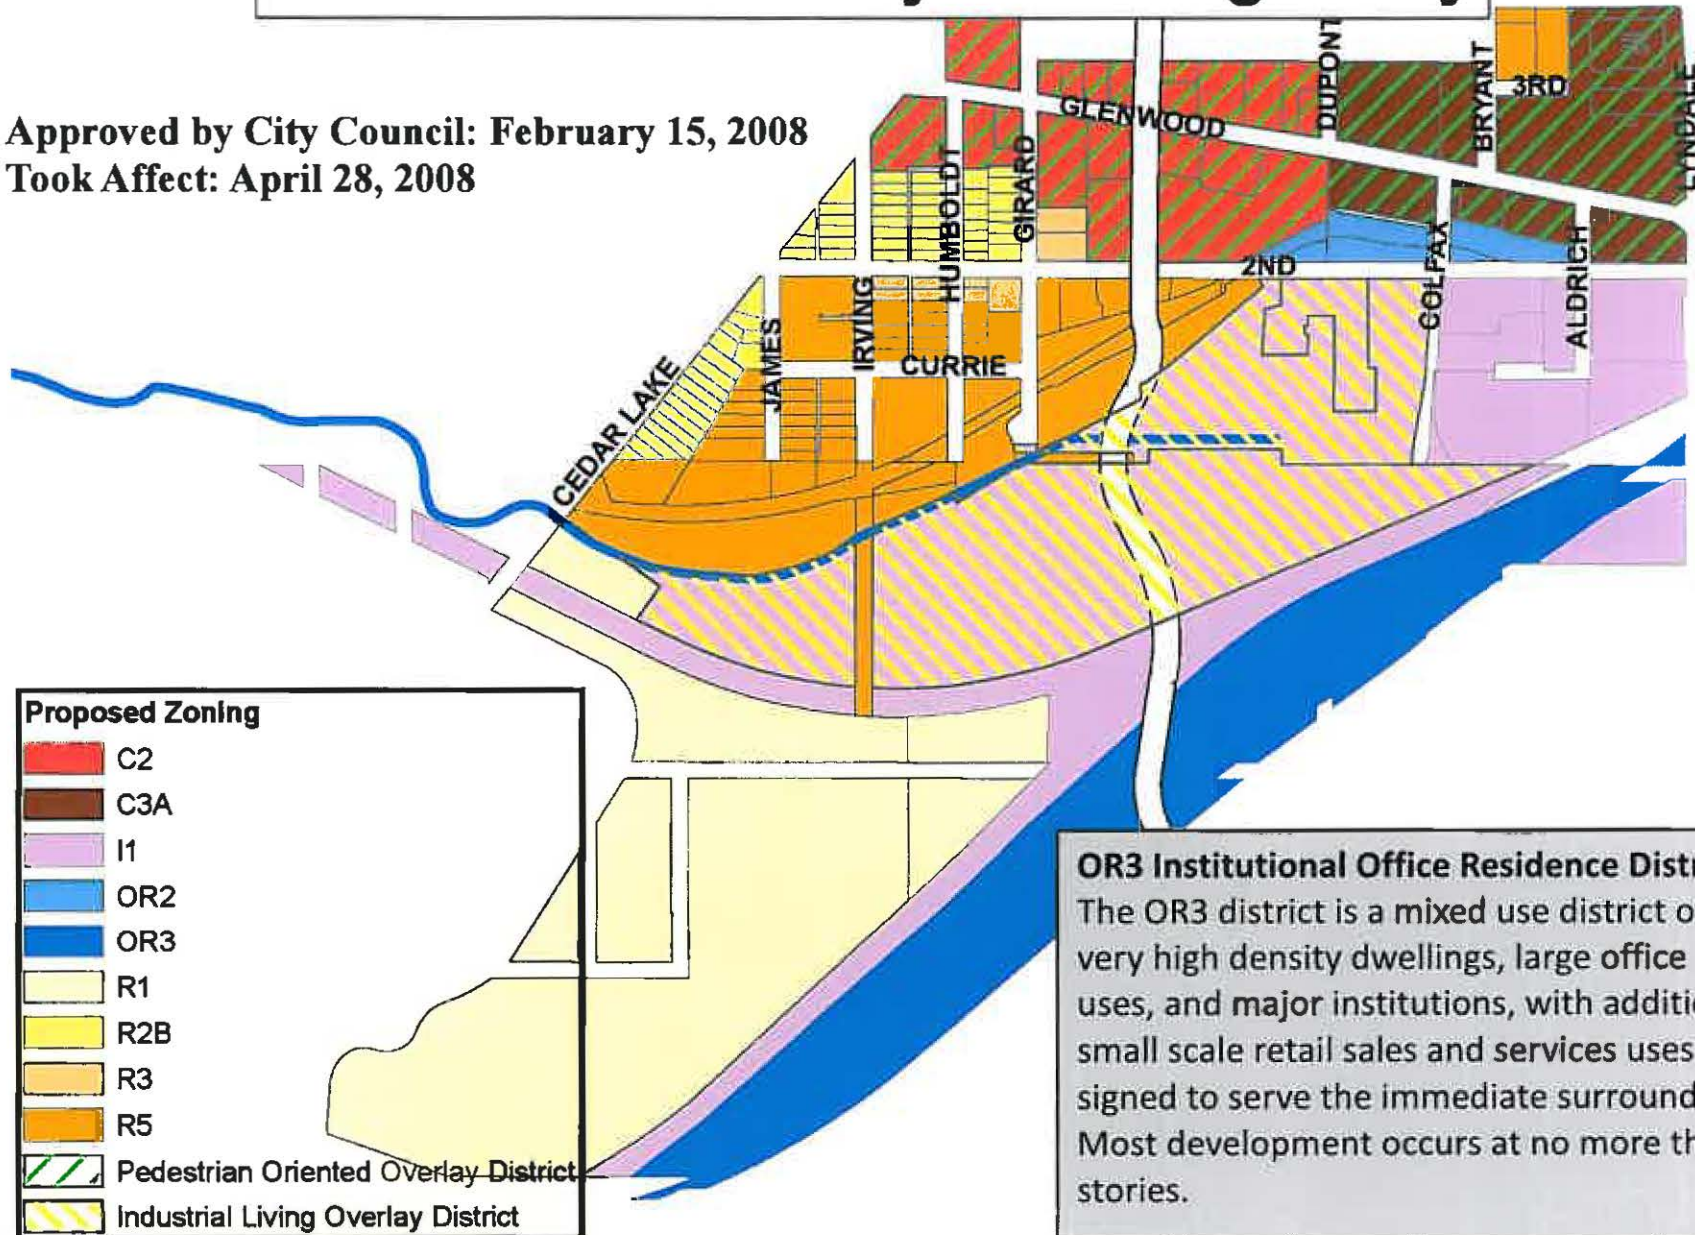 Approved by City Council: February 15, 2008
Took Affect: April 28, 2008
GLENWOOD
DUPONT
BRYANT
3RD
HUMBOLDT
GIRARD
2ND
COLFAX
ALDRICH
JAMES
IRVING
CURRIE
CEDAR LAKE
Proposed Zoning
C2
C3A
I1
OR2
OR3
R1
R2B
R3
R5
Pedestrian Oriented Overlay District
Industrial Living Overlay District
OR3 Institutional Office Residence Distr
The OR3 district is a mixed use district o
very high density dwellings, large office
uses, and major institutions, with additi
small scale retail sales and services uses
signed to serve the immediate surround
Most development occurs at no more th
stories.